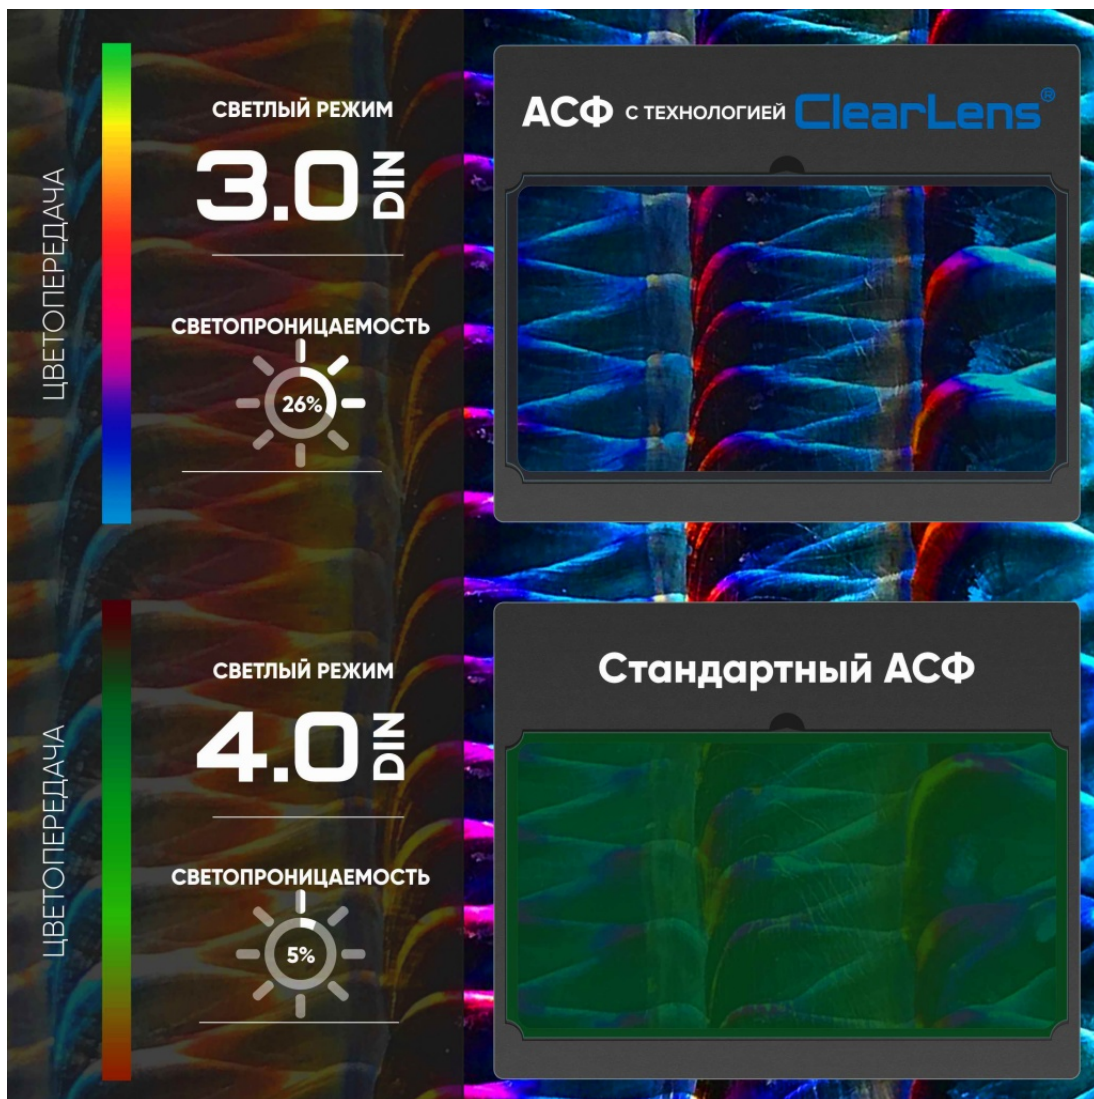 ЦВЕТОПЕРЕДАЧА
СВЕТЛЫЙ РЕЖИМ
3.0 DIN
СВЕТОПРОНИЦАЕМОСТЬ
26%
АСФ С ТЕХНОЛОГИЕЙ ClearLens®
ЦВЕТОПЕРЕДАЧА
СВЕТЛЫЙ РЕЖИМ
4.0 DIN
СВЕТОПРОНИЦАЕМОСТЬ
5%
Стандартный АСФ